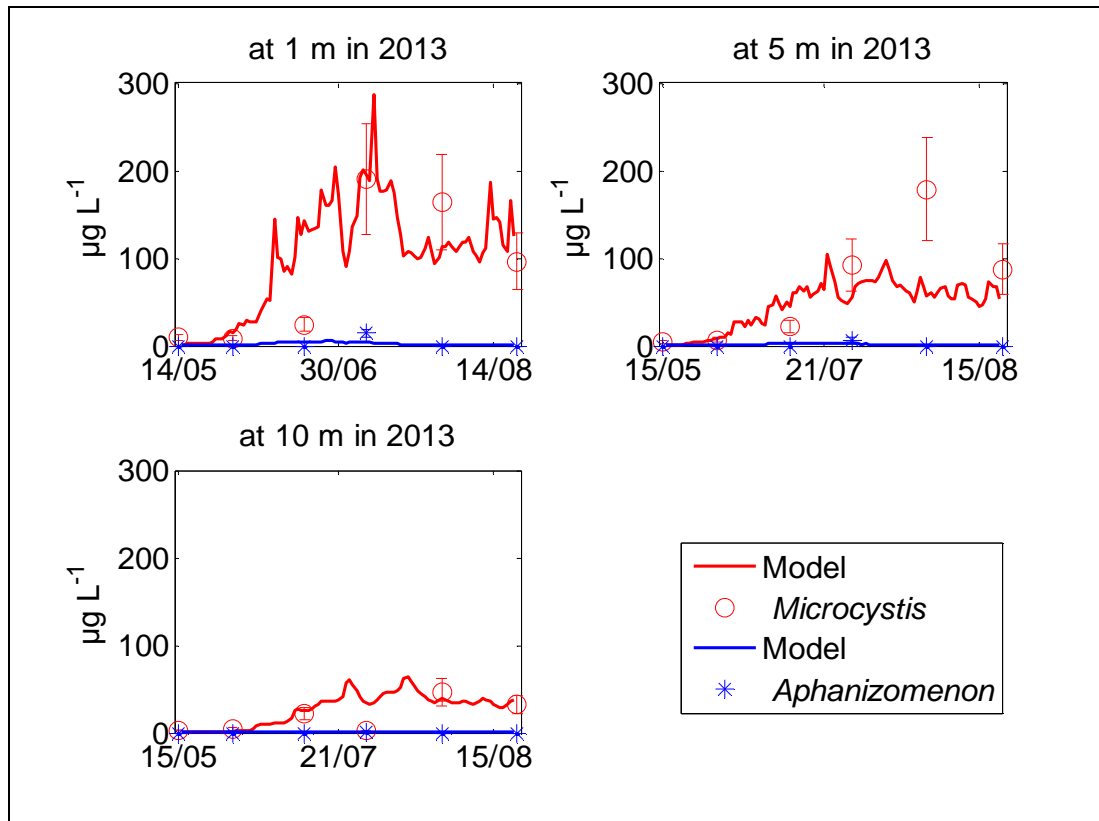 at 1 m in 2013
300
200
100
0
µg L-1
14/05 30/06 14/08
at 5 m in 2013
300
200
100
0
µg L-1
15/05 21/07 15/08
at 10 m in 2013
300
200
100
0
µg L-1
15/05 21/07 15/08
Model
Microcystis
Model
Aphanizomenon